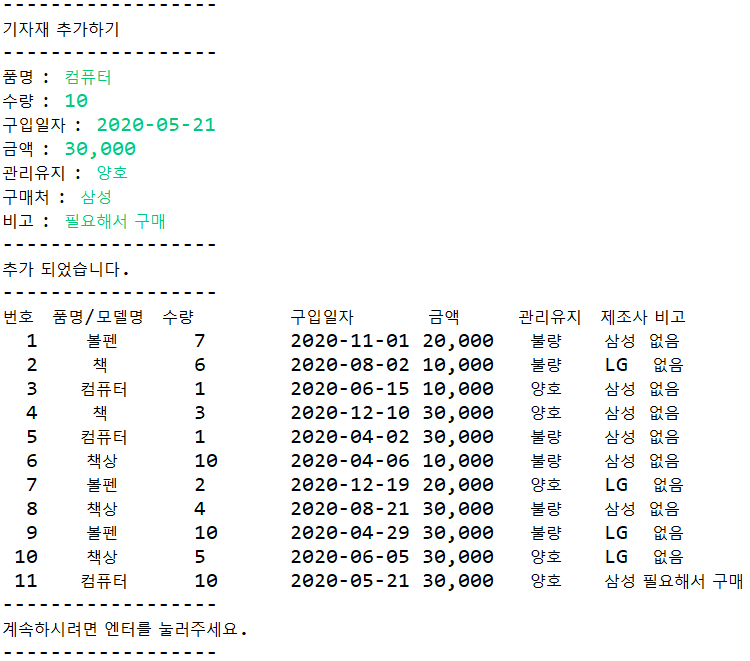 ------------------
기자재 추가하기
------------------
품명 : 컴퓨터
수량 : 10
구입일자 : 2020-05-21
금액 : 30,000
관리유지 : 양호
구매처 : 삼성
비고 : 필요해서 구매
------------------
추가 되었습니다.
------------------
번호 품명/모델명 수량 구입일자 금액 관리유지 제조사 비고
1 볼펜 7 2020-11-01 20,000 불량 삼성 없음
2 책 6 2020-08-02 10,000 불량 LG 없음
3 컴퓨터 1 2020-06-15 10,000 양호 삼성 없음
4 책 3 2020-12-10 30,000 양호 삼성 없음
5 컴퓨터 1 2020-04-02 30,000 불량 삼성 없음
6 책상 10 2020-04-06 10,000 불량 삼성 없음
7 볼펜 2 2020-12-19 20,000 양호 LG 없음
8 책상 4 2020-08-21 30,000 불량 삼성 없음
9 볼펜 10 2020-04-29 30,000 불량 LG 없음
10 책상 5 2020-06-05 30,000 양호 LG 없음
11 컴퓨터 10 2020-05-21 30,000 양호 삼성 필요해서 구매
------------------
계속하시려면 엔터를 눌러주세요.
------------------